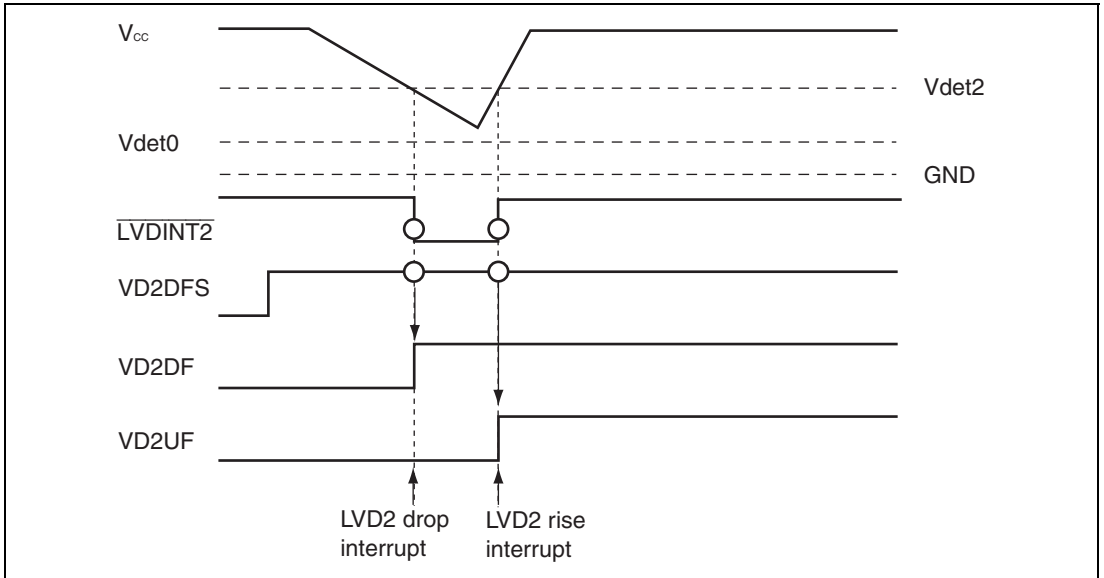 Vcc
Vdet2
Vdet0
GND
LVDINT2
VD2DFS
VD2DF
VD2UF
LVD2 drop
interrupt
LVD2 rise
interrupt